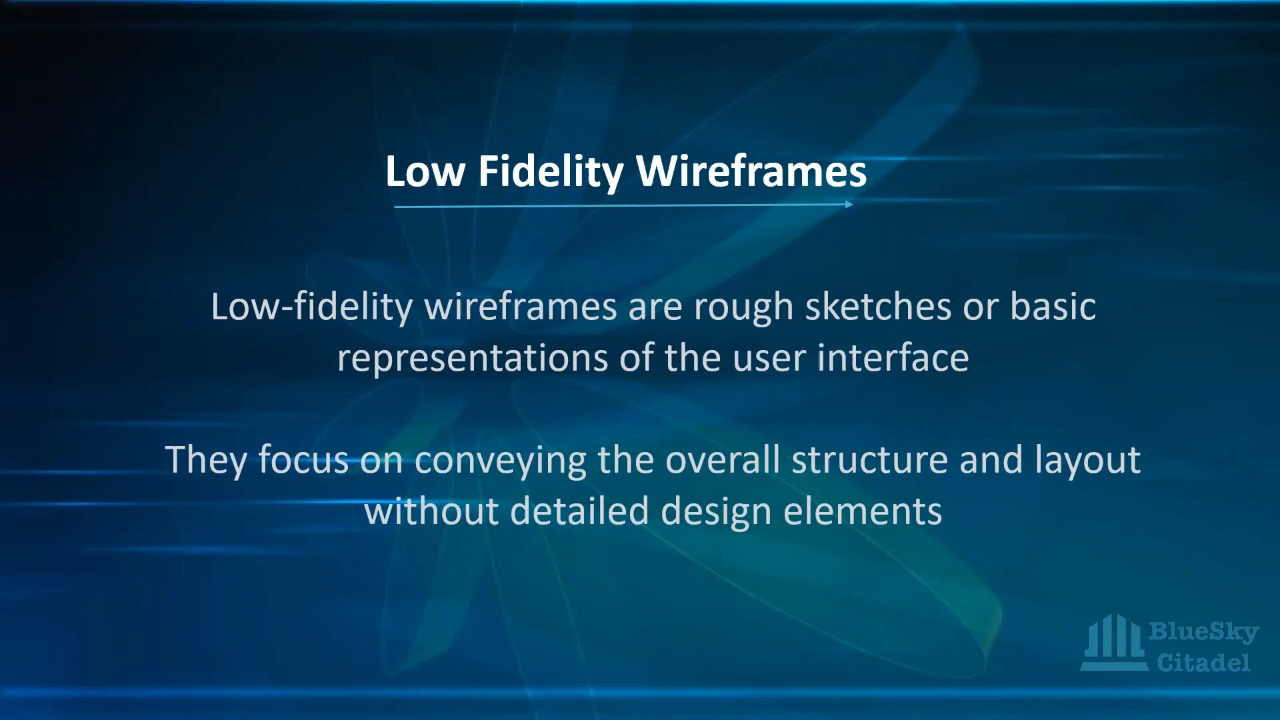 Low Fidelity Wireframes
Low-fidelity wireframes are rough sketches or basic
representations of the user interface
They focus on conveying the overall structure and layout
without detailed design elements
BlueSky
Citadel